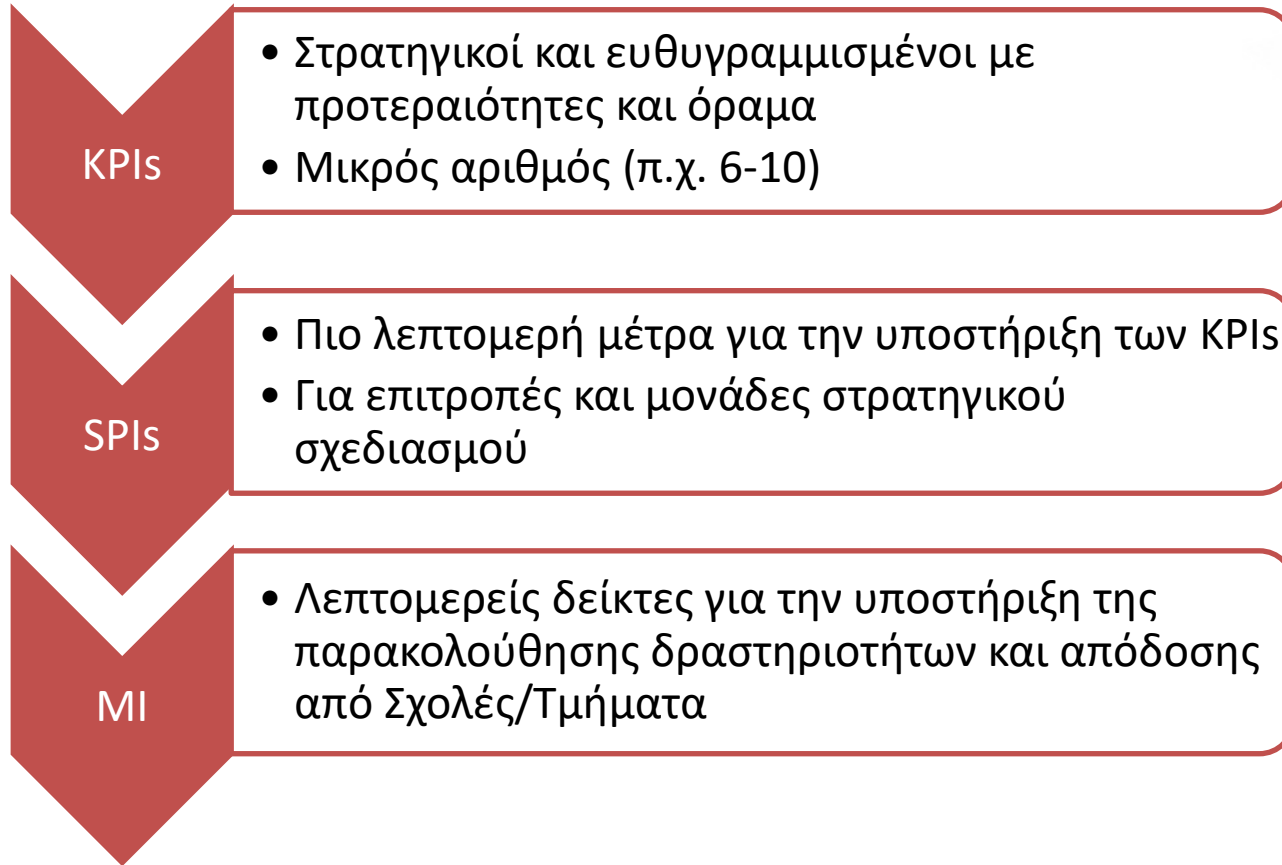 KPIs
• Στρατηγικοί και ευθυγραμμισμένοι με
προτεραιότητες και όραμα
• Μικρός αριθμός (π.χ. 6-10)
SPIs
• Πιο λεπτομερή μέτρα για την υποστήριξη των KPIs
• Για επιτροπές και μονάδες στρατηγικού
σχεδιασμού
MI
• Λεπτομερείς δείκτες για την υποστήριξη της
παρακολούθησης δραστηριοτήτων και απόδοσης
από Σχολές/Τμήματα